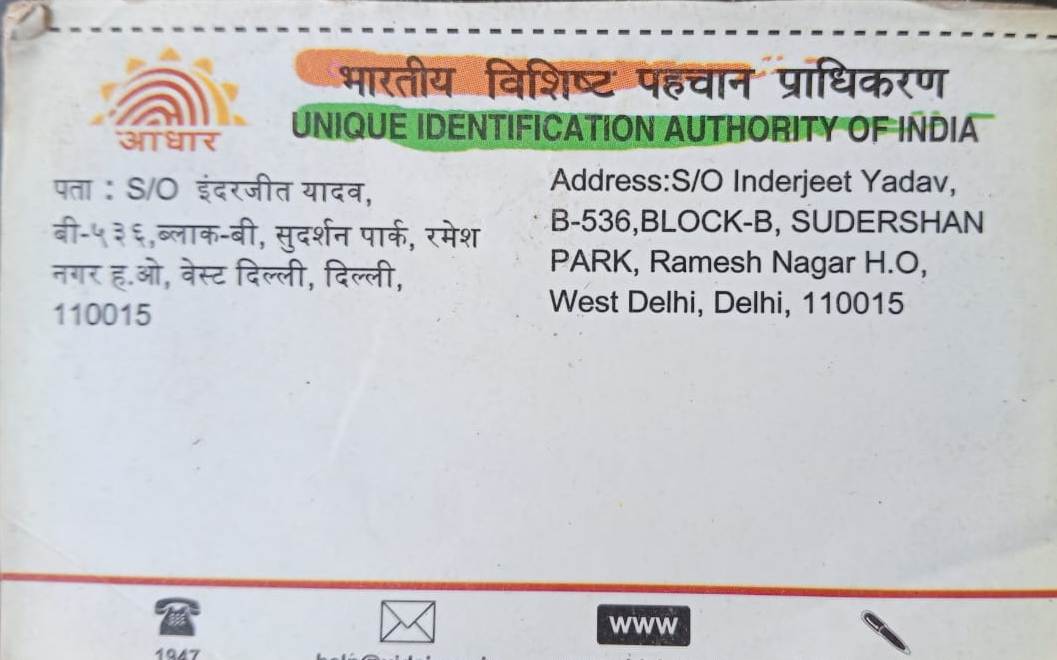 भारतीय विशिष्ट पहचान प्राधिकरण
UNIQUE IDENTIFICATION AUTHORITY OF INDIA
आधार
पता : S/O इंदरजीत यादव,
बी-५३६,ब्लाक-बी, सुदर्शन पार्क, रमेश
नगर ह.ओ, वेस्ट दिल्ली, दिल्ली,
110015
Address:S/O Inderjeet Yadav,
B-536,BLOCK-B, SUDERSHAN
PARK, Ramesh Nagar H.O,
West Delhi, Delhi, 110015
WWW
1947